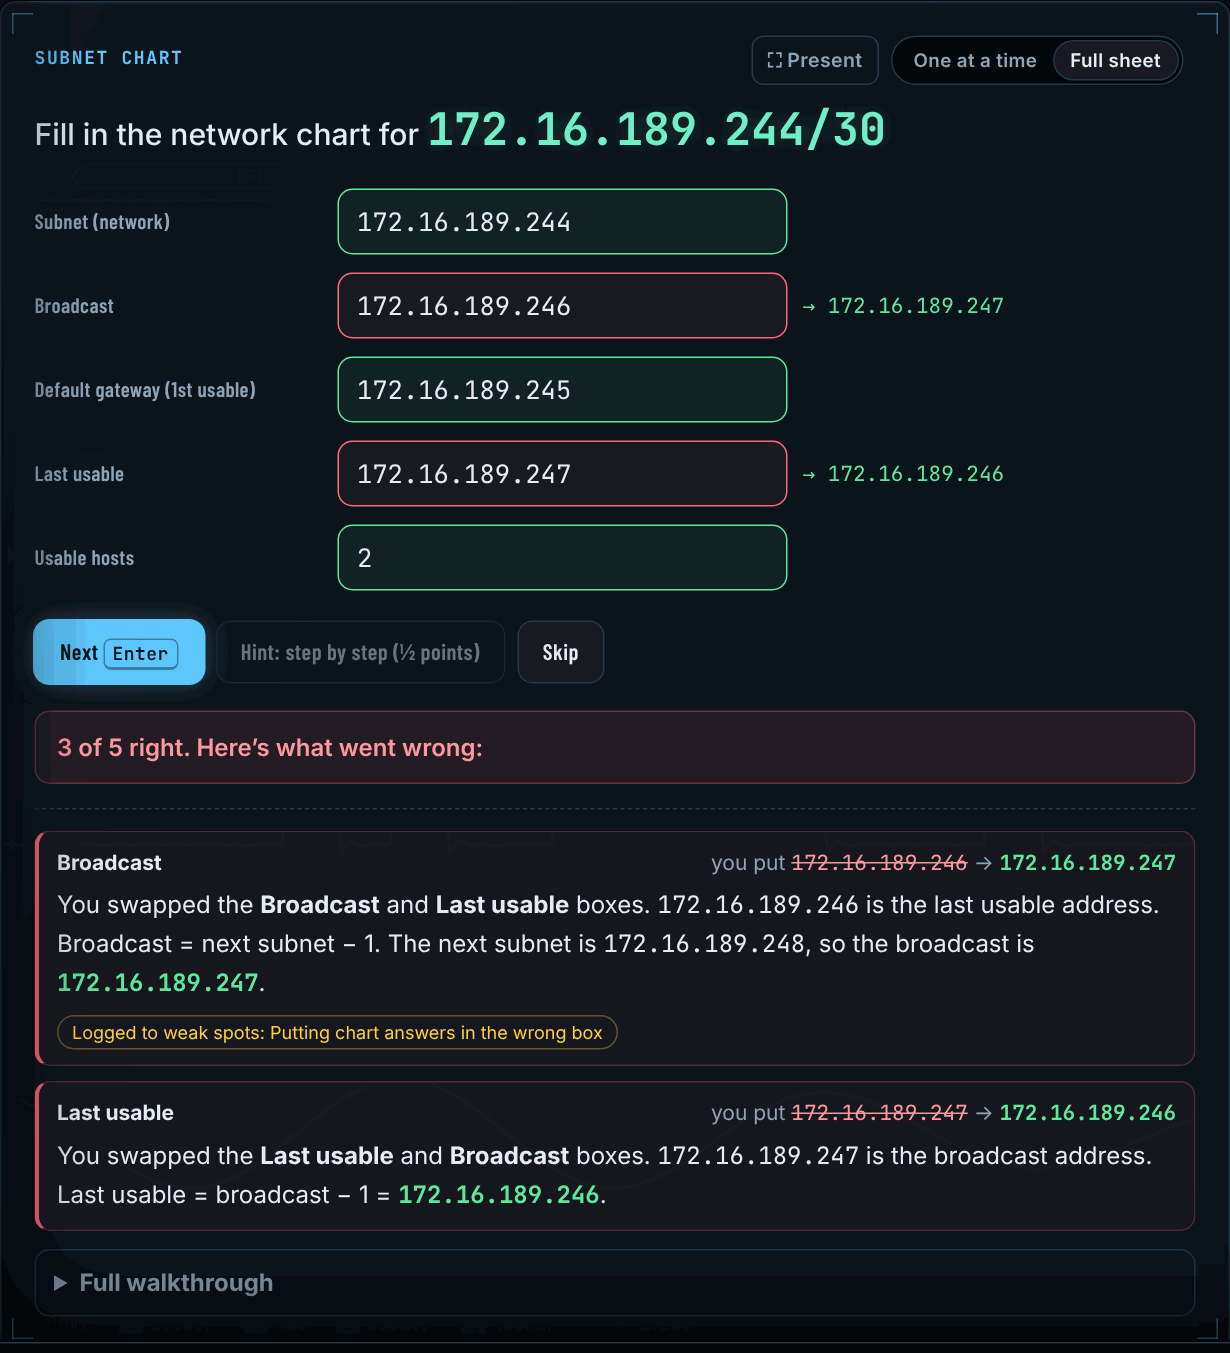 SUBNET CHART
Present
One at a time
Full sheet
Fill in the network chart for 172.16.189.244/30
Subnet (network)
172.16.189.244
Broadcast
172.16.189.246
→ 172.16.189.247
Default gateway (1st usable)
172.16.189.245
Last usable
172.16.189.247
→ 172.16.189.246
Usable hosts
2
Next Enter
Hint: step by step (½ points)
Skip
3 of 5 right. Here’s what went wrong:
Broadcast
you put 172.16.189.246 → 172.16.189.247
You swapped the Broadcast and Last usable boxes. 172.16.189.246 is the last usable address.
Broadcast = next subnet − 1. The next subnet is 172.16.189.248, so the broadcast is
172.16.189.247.
Logged to weak spots: Putting chart answers in the wrong box
Last usable
you put 172.16.189.247 → 172.16.189.246
You swapped the Last usable and Broadcast boxes. 172.16.189.247 is the broadcast address.
Last usable = broadcast − 1 = 172.16.189.246.
▶ Full walkthrough